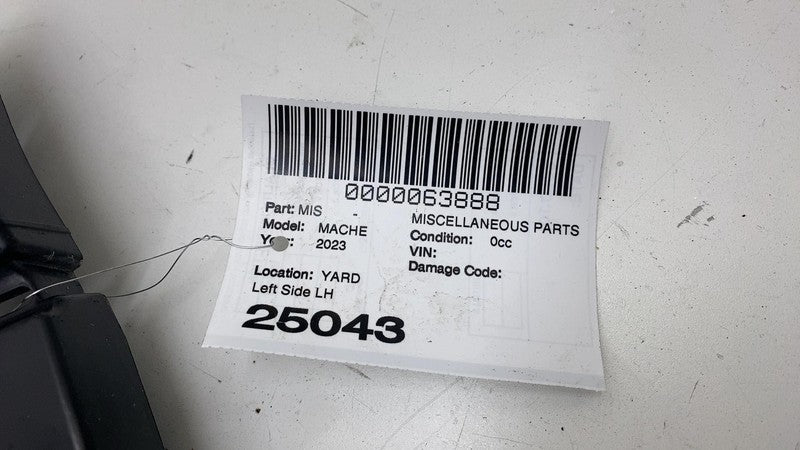 0000063888
Part: MIS - MISCELLANEOUS PARTS
Model: MACHE Condition: 0cc
2023 VIN:
Damage Code:
Location: YARD
Left Side LH
25043